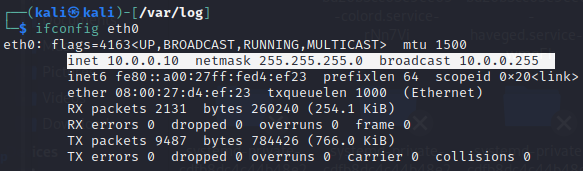 ┌──(kali㉿kali)-[/var/log]
└─$ ifconfig eth0
eth0: flags=4163<UP,BROADCAST,RUNNING,MULTICAST>  mtu 1500
        inet 10.0.0.10  netmask 255.255.255.0  broadcast 10.0.0.255
        inet6 fe80::a00:27ff:fed4:ef23  prefixlen 64  scopeid 0×20<link>
        ether 08:00:27:d4:ef:23  txqueuelen 1000  (Ethernet)
        RX packets 2131  bytes 260240 (254.1 KiB)
        RX errors 0  dropped 0  overruns 0  frame 0
        TX packets 9487  bytes 784426 (766.0 KiB)
        TX errors 0  dropped 0 overruns 0  carrier 0  collisions 0